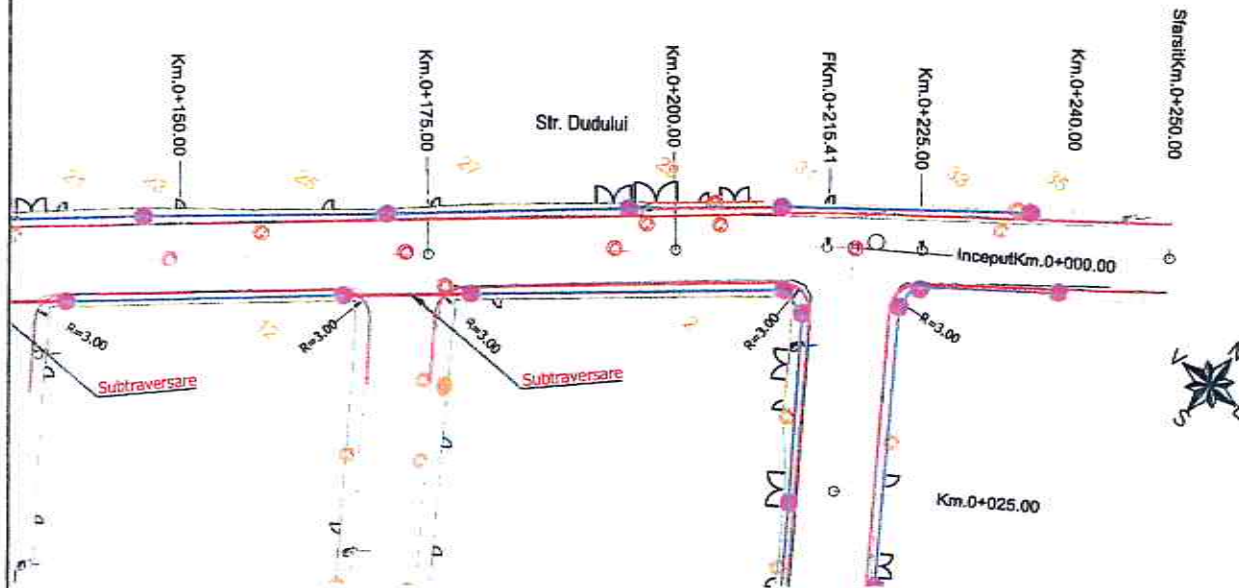 Km.0+150.00
Km.0+175.00
Str. Dudului
Km.0+200.00
FKm.0+215.41
Km.0+225.00
Km.0+240.00
SfarsitKm.0+250.00
InceputKm.0+000.00
R=3.00
R=3.00
R=3.00
R=3.00
R=3.00
Subtraversare
Subtraversare
Km.0+025.00
33
35
V
N
S